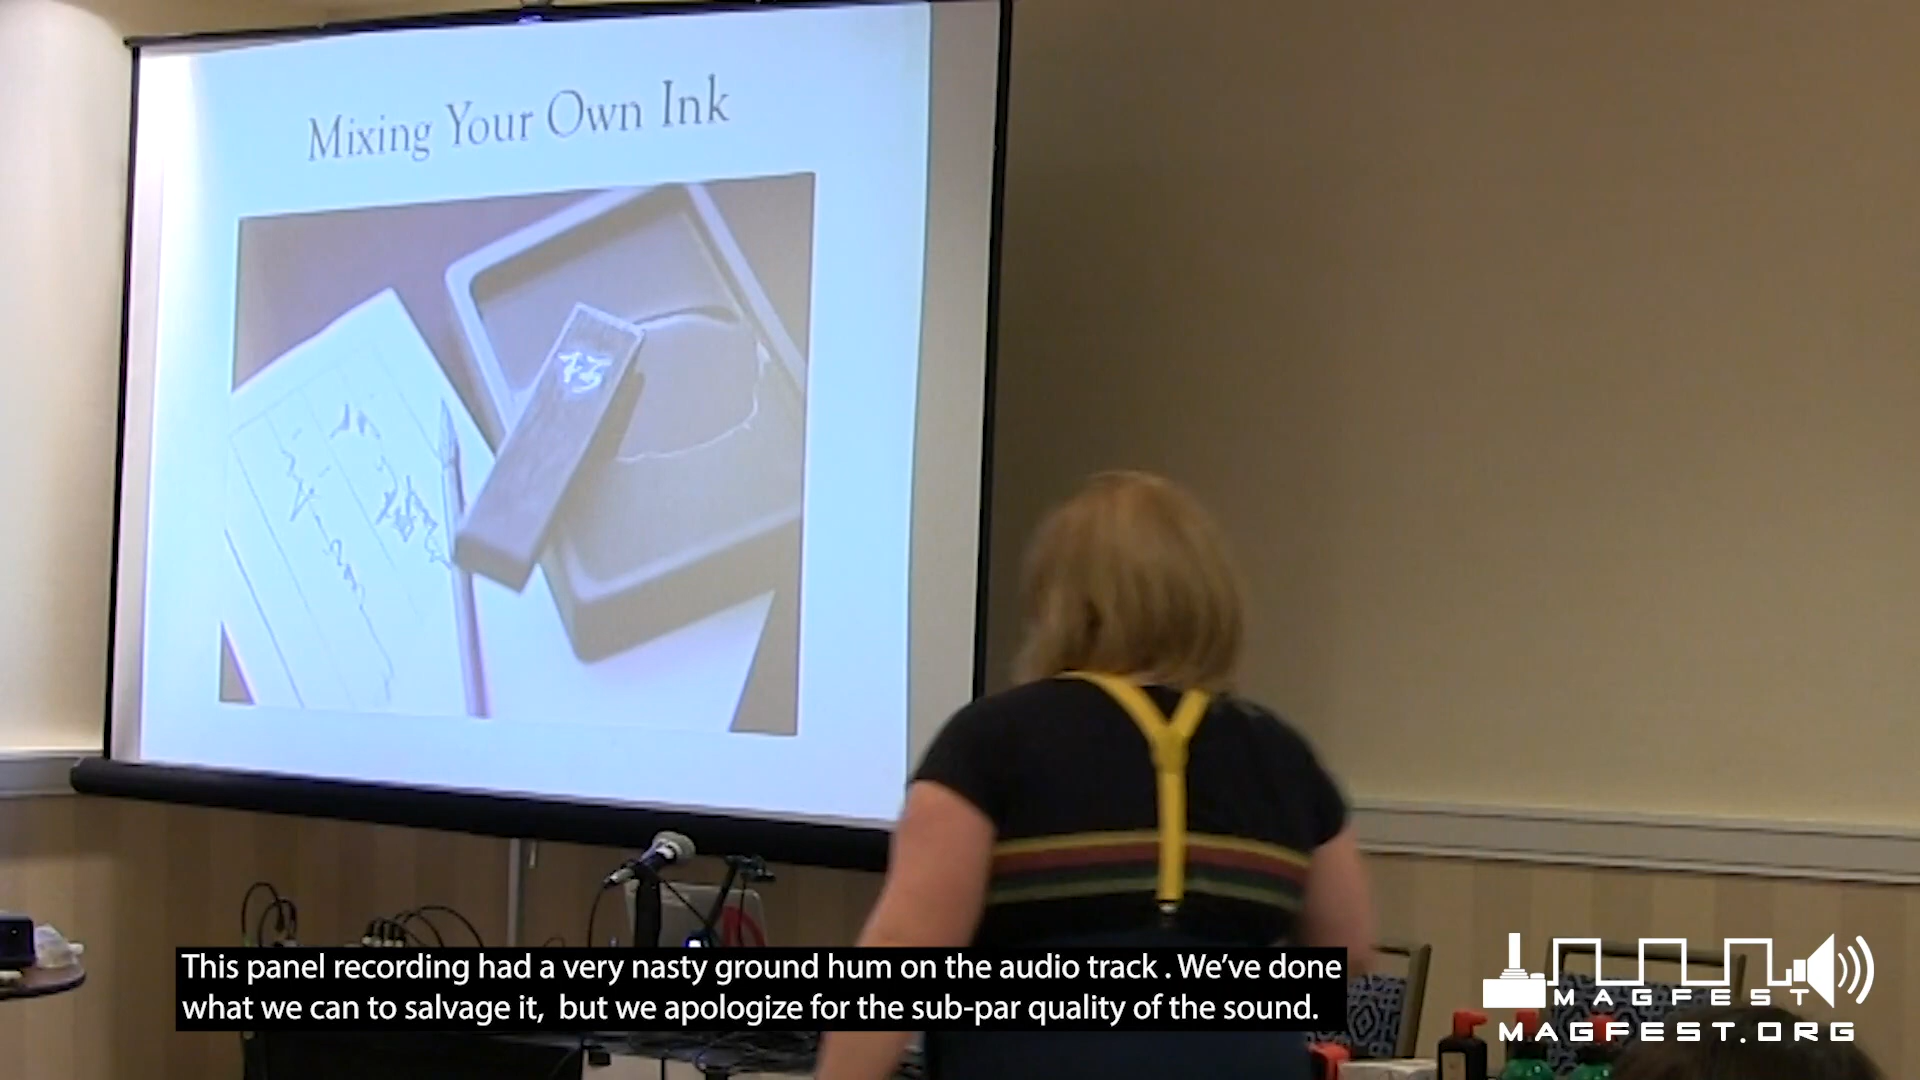 Mixing Your Own Ink
This panel recording had a very nasty ground hum on the audio track . We've done
what we can to salvage it,  but we apologize for the sub-par quality of the sound.
MAGFEST
MAGFEST.ORG